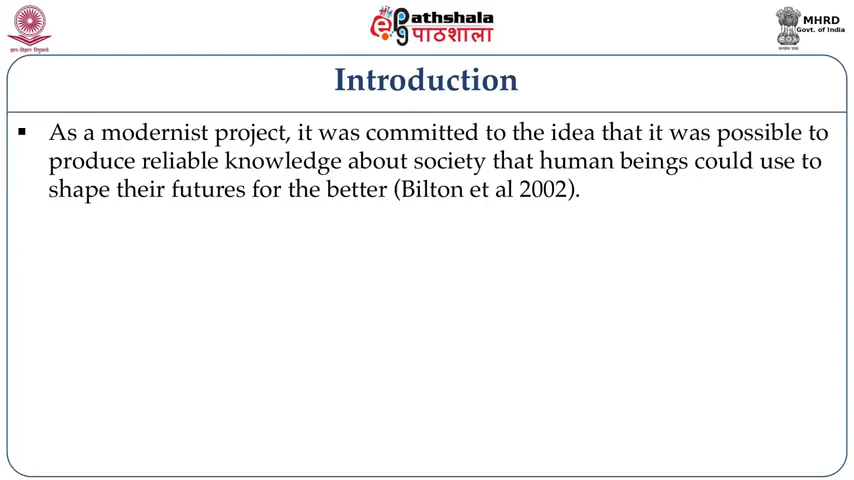 ज्ञान-विज्ञान विमुक्तये
ePathshala
पाठशाला
MHRD
Govt. of India
Introduction
▪ As a modernist project, it was committed to the idea that it was possible to
produce reliable knowledge about society that human beings could use to
shape their futures for the better (Bilton et al 2002).